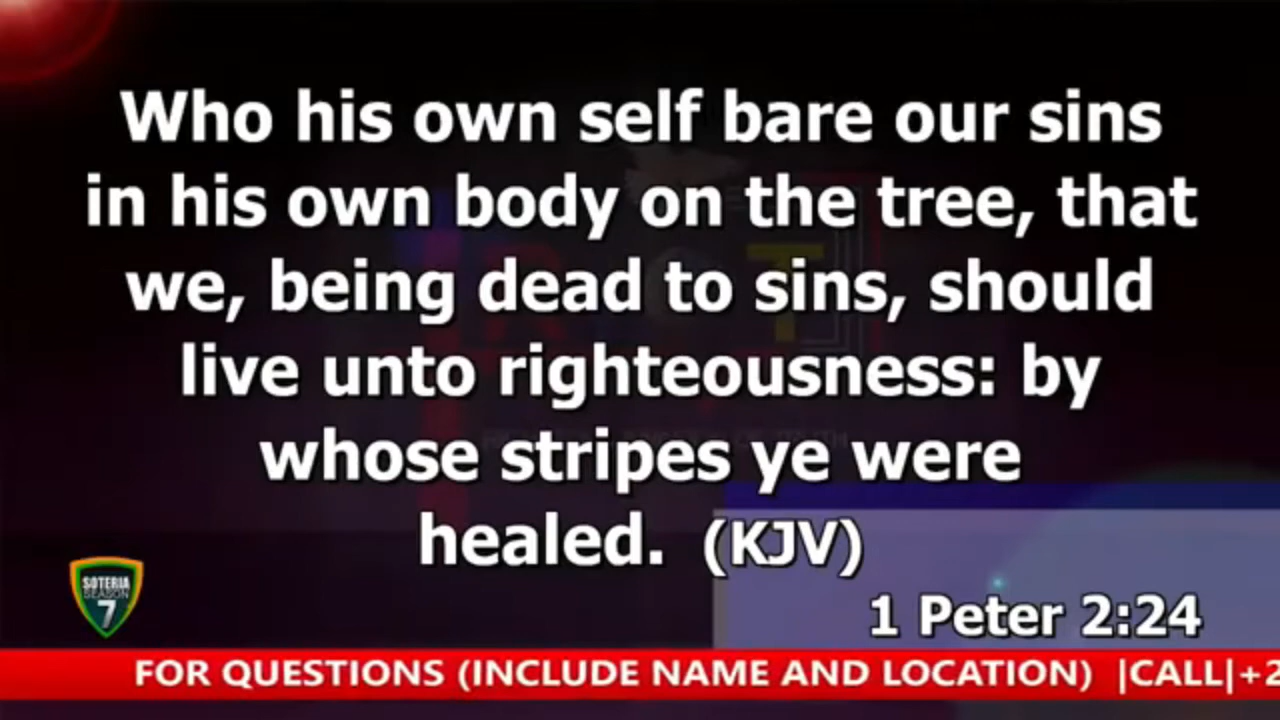 Who his own self bare our sins
in his own body on the tree, that
we, being dead to sins, should
live unto righteousness: by
whose stripes ye were
healed. (KJV)
1 Peter 2:24
SOTERIA
SEASON
7
FOR QUESTIONS (INCLUDE NAME AND LOCATION) |CALL|+2